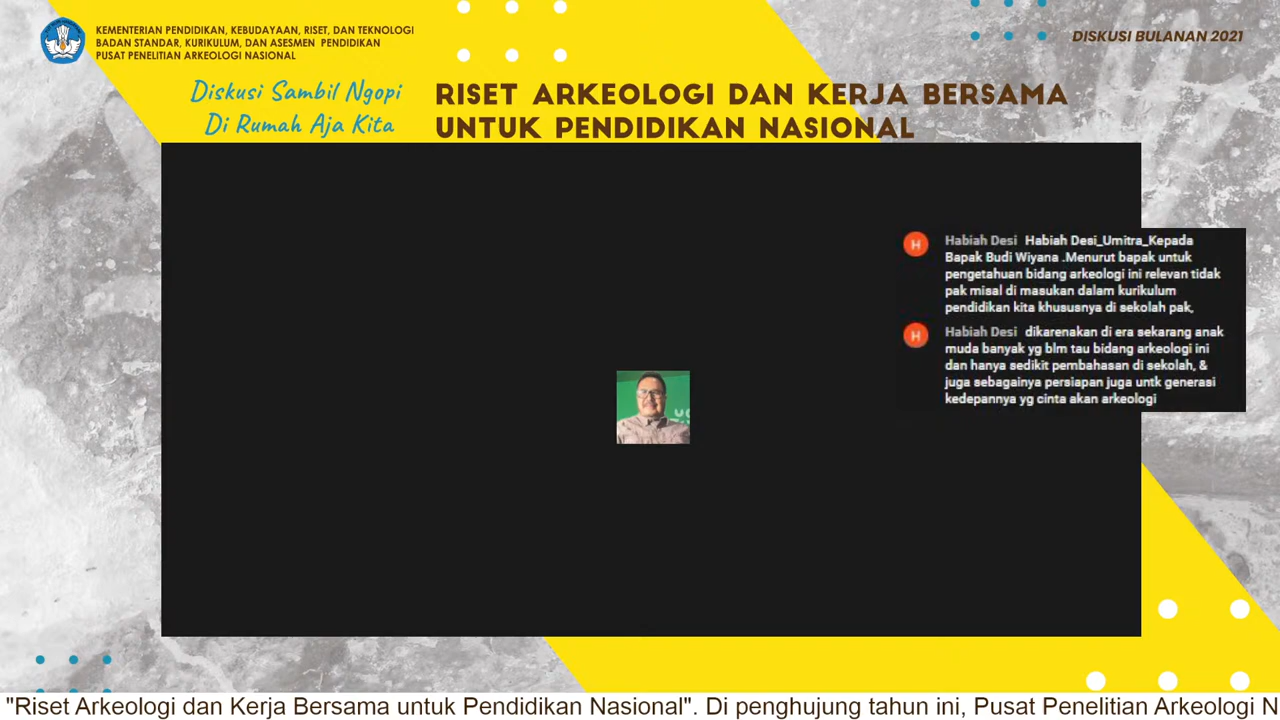 KEMENTERIAN PENDIDIKAN, KEBUDAYAAN, RISET, DAN TEKNOLOGI
BADAN STANDAR, KURIKULUM, DAN ASESMEN PENDIDIKAN
PUSAT PENELITIAN ARKEOLOGI NASIONAL
DISKUSI BULANAN 2021
Diskusi Sambil Ngopi
Di Rumah Aja Kita
RISET ARKEOLOGI DAN KERJA BERSAMA
UNTUK PENDIDIKAN NASIONAL
H
Habiah Desi Habiah Desi_Umitra_Kepada
Bapak Budi Wiyana .Menurut bapak untuk
pengetahuan bidang arkeologi ini relevan tidak
pak misal di masukan dalam kurikulum
pendidikan kita khususnya di sekolah pak,
H
Habiah Desi dikarenakan di era sekarang anak
muda banyak yg blm tau bidang arkeologi ini
dan hanya sedikit pembahasan di sekolah, &
juga sebagainya persiapan juga untk generasi
kedepannya yg cinta akan arkeologi
"Riset Arkeologi dan Kerja Bersama untuk Pendidikan Nasional". Di penghujung tahun ini, Pusat Penelitian Arkeologi N